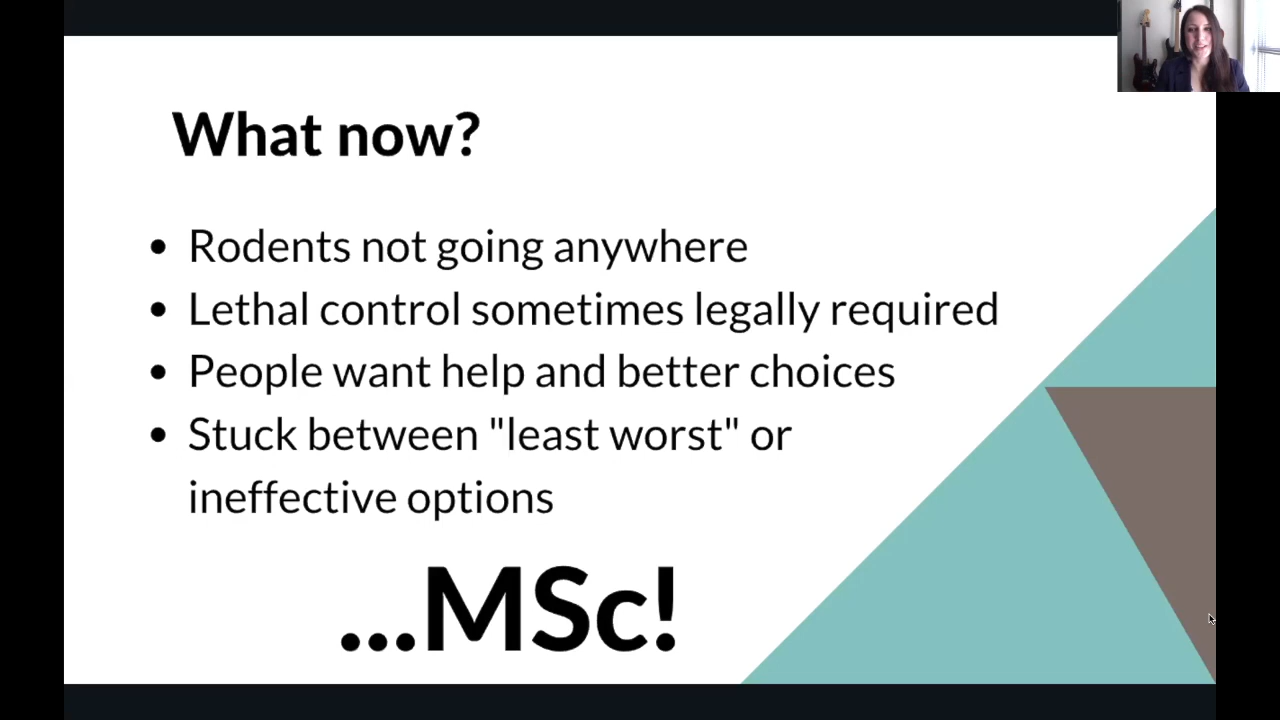 What now?
• Rodents not going anywhere
• Lethal control sometimes legally required
• People want help and better choices
• Stuck between "least worst" or
ineffective options
...MSc!